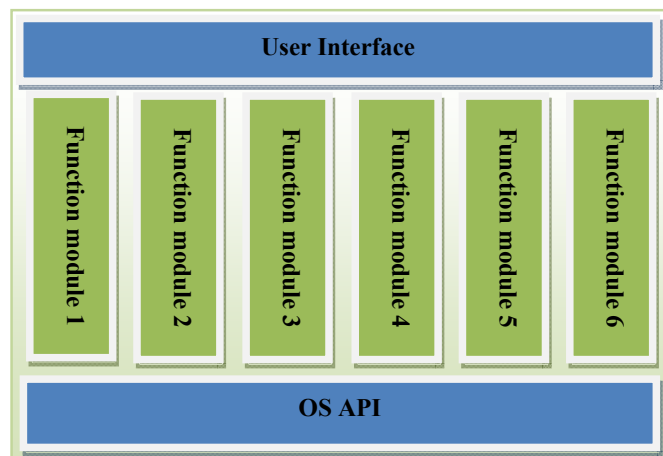 User Interface
Function module 1
Function module 2
Function module 3
Function module 4
Function module 5
Function module 6
OS API